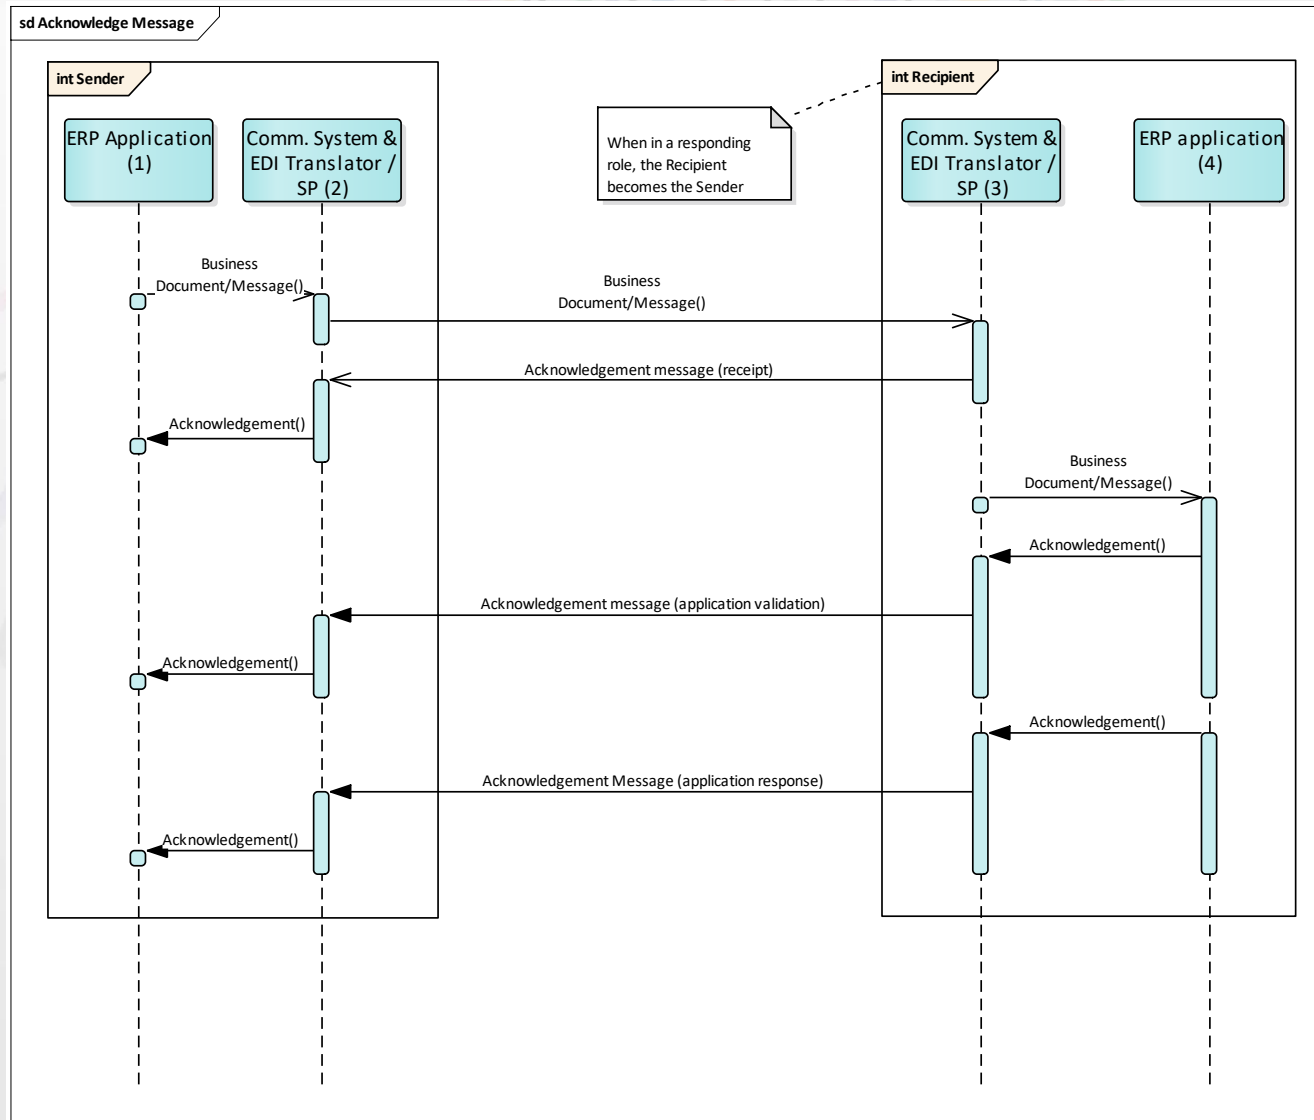 sd Acknowledge Message
int Sender
int Recipient
ERP Application
(1)
Comm. System &
EDI Translator /
SP (2)
When in a responding
role, the Recipient
becomes the Sender
Comm. System &
EDI Translator /
SP (3)
ERP application
(4)
Business
Document/Message()
Business
Document/Message()
Acknowledgement message (receipt)
Acknowledgement()
Business
Document/Message()
Acknowledgement()
Acknowledgement message (application validation)
Acknowledgement()
Acknowledgement()
Acknowledgement Message (application response)
Acknowledgement()